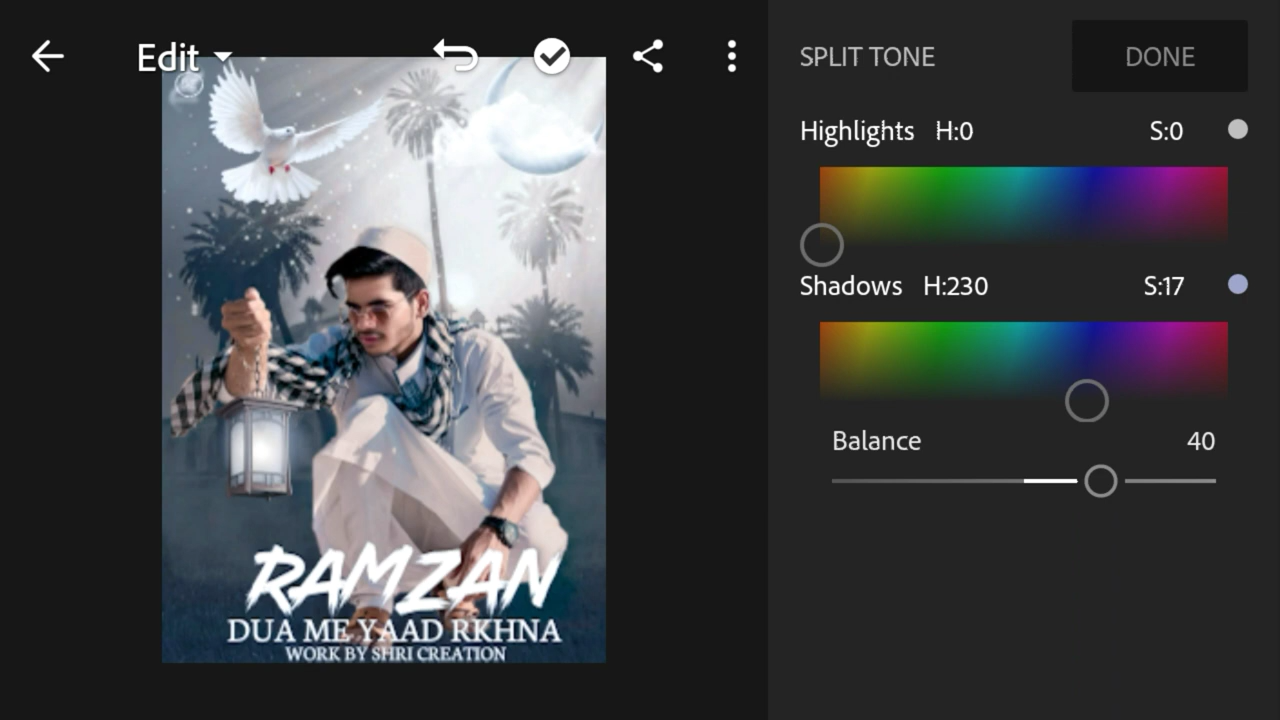 Edit
SPLIT TONE
DONE
Highlights H:0 S:0
Shadows H:230 S:17
Balance 40
RAMZAN
DUA ME YAAD RKHNA
WORK BY SHRI CREATION